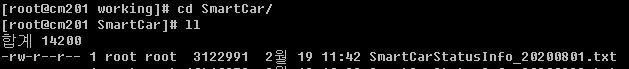 [root@cm201 working]# cd SmartCar/
[root@cm201 SmartCar]# ll
합계 14200
-rw-r--r-- 1 root root  3122991  2월 19 11:42 SmartCarStatusInfo_20200801.txt